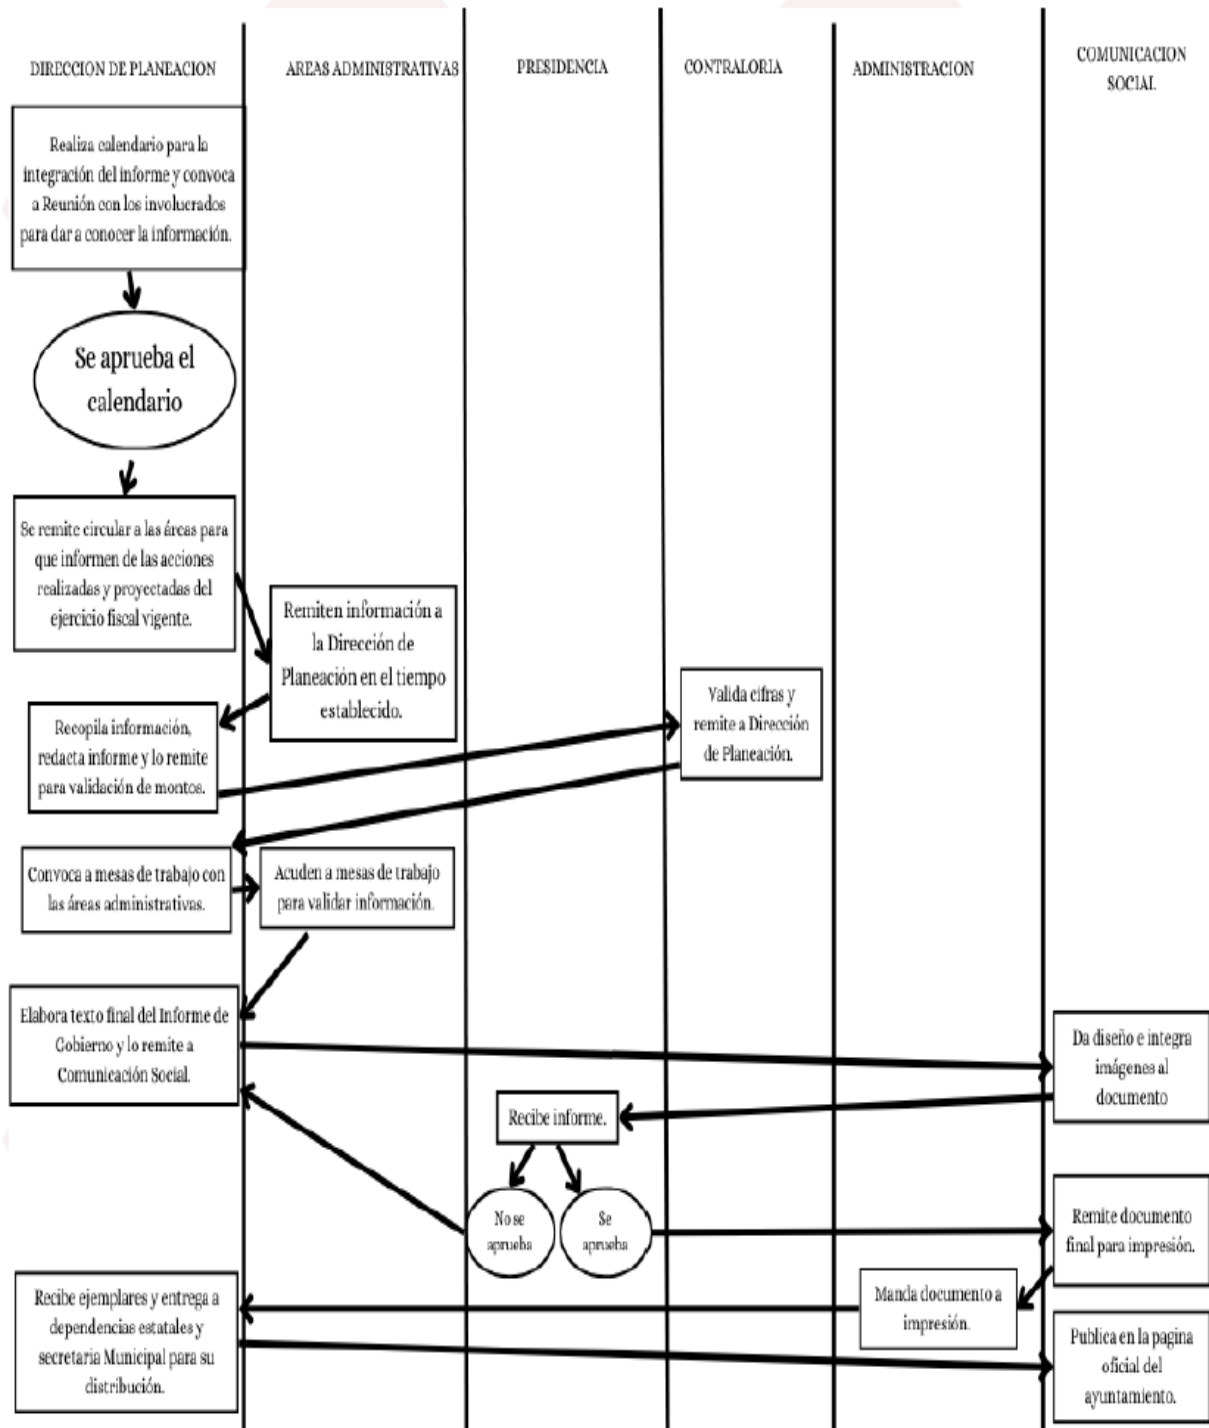 DIRECCION DE PLANEACION
AREAS ADMINISTRATIVAS
PRESIDENCIA
CONTRALORIA
ADMINISTRACION
COMUNICACION
SOCIAL
Realiza calendario para la
integración del informe y convoca
a Reunión con los involucrados
para dar a conocer la información.
Se aprueba el
calendario
Se remite circular a las áreas para
que informen de las acciones
realizadas y proyectadas del
ejercicio fiscal vigente.
Remiten información a
la Dirección de
Planeación en el tiempo
establecido.
Recopila información,
redacta informe y lo remite
para validación de montos.
Valida cifras y
remite a Dirección
de Planeación.
Convoca a mesas de trabajo con
las áreas administrativas.
Acuden a mesas de trabajo
para validar información.
Elabora texto final del Informe de
Gobierno y lo remite a
Comunicación Social.
Da diseño e integra
imágenes al
documento
Recibe informe.
No se
aprueba
Se
aprueba
Remite documento
final para impresión.
Manda documento a
impresión.
Recibe ejemplares y entrega a
dependencias estatales y
secretaria Municipal para su
distribución.
Publica en la pagina
oficial del
ayuntamiento.